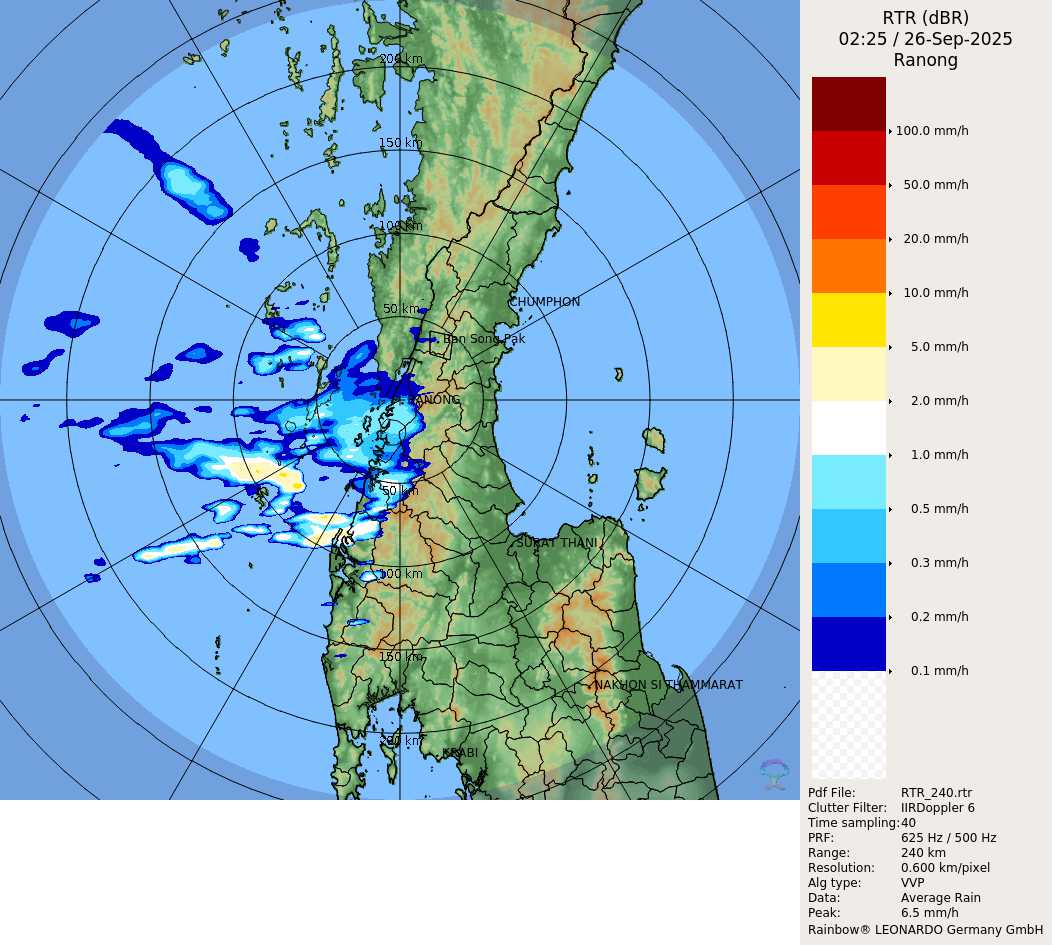 RTR (dBR)
02:25 / 26-Sep-2025
Ranong
100.0 mm/h
50.0 mm/h
20.0 mm/h
10.0 mm/h
5.0 mm/h
2.0 mm/h
1.0 mm/h
0.5 mm/h
0.3 mm/h
0.2 mm/h
0.1 mm/h
200 km
150 km
100 km
CHUMPHON
50 km
Ban Song Pak
RANONG
50 km
SURAT THANI
100 km
150 km
NAKHON SI THAMMARAT
200 km
KRABI
Pdf File: RTR_240.rtr
Clutter Filter: IIRDoppler 6
Time sampling:40
PRF: 625 Hz / 500 Hz
Range: 240 km
Resolution: 0.600 km/pixel
Alg type: VVP
Data: Average Rain
Peak: 6.5 mm/h
Rainbow® LEONARDO Germany GmbH